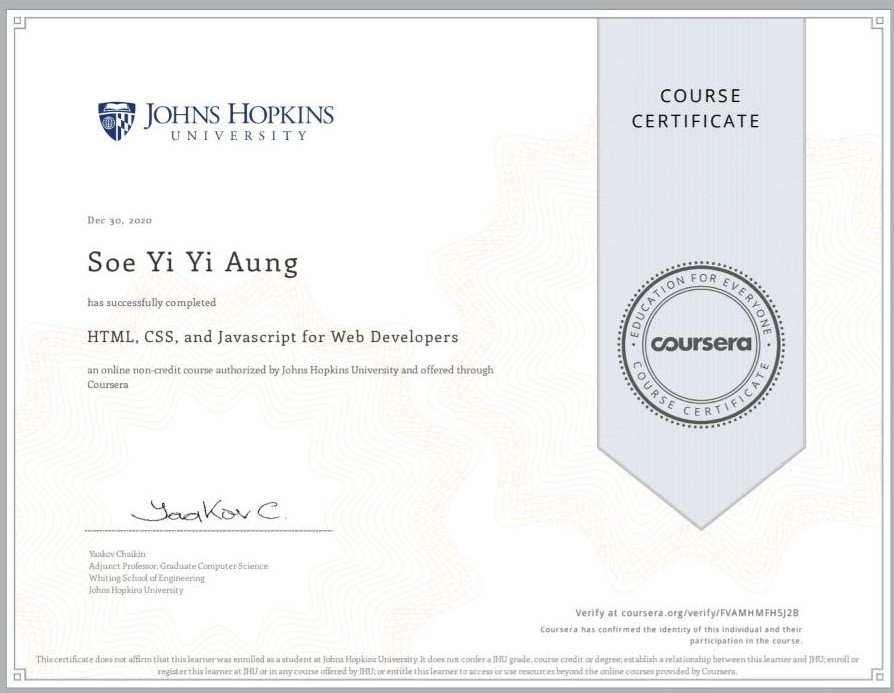 JOHNS HOPKINS
UNIVERSITY
COURSE
CERTIFICATE
Dec 30, 2020
Soe Yi Yi Aung
has successfully completed
HTML, CSS, and Javascript for Web Developers
an online non-credit course authorized by Johns Hopkins University and offered through
Coursera
EDUCATION FOR EVERYONE
coursera
COURSE CERTIFICATE
Yaakov C.
Yaakov Chaikin
Adjunct Professor, Graduate Computer Science
Whiting School of Engineering
Johns Hopkins University
Verify at coursera.org/verify/FVAMHMFH5J2B
Coursera has confirmed the identity of this individual and their
participation in the course.
This certificate does not affirm that this learner was enrolled as a student at Johns Hopkins University. It does not confer a JHU grade, course credit or degree; establish a relationship between this learner and JHU; enroll or
register this learner at JHU or in any course offered by JHU; or entitle this learner to access or use resources beyond the online courses provided by Coursera.